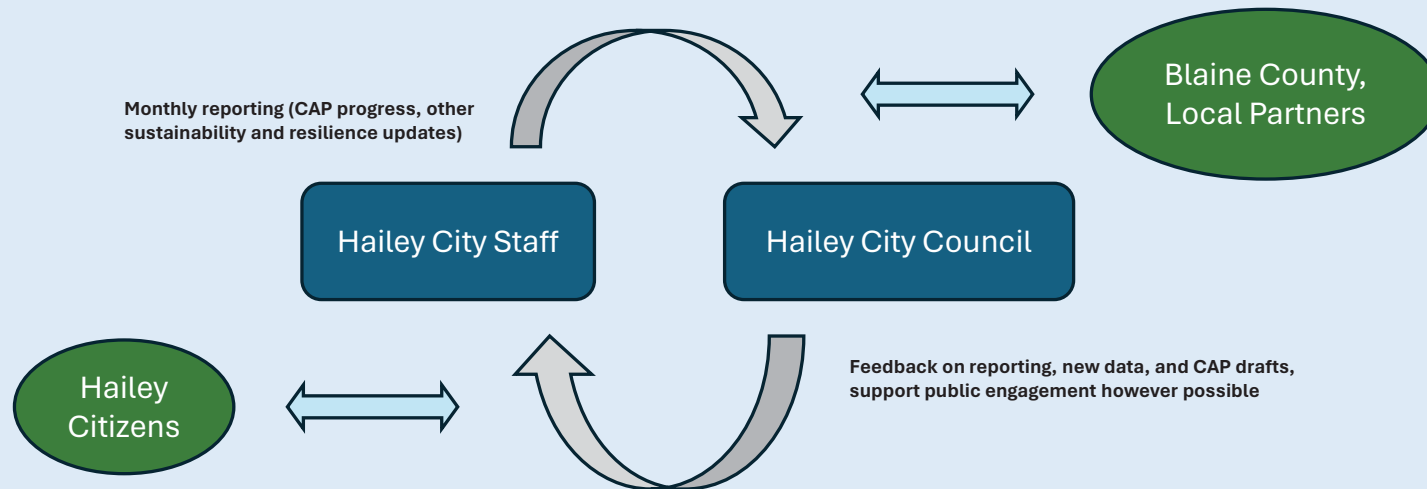 Monthly reporting (CAP progress, other
sustainability and resilience updates)
Blaine County,
Local Partners
Hailey City Staff
Hailey City Council
Hailey
Citizens
Feedback on reporting, new data, and CAP drafts,
support public engagement however possible